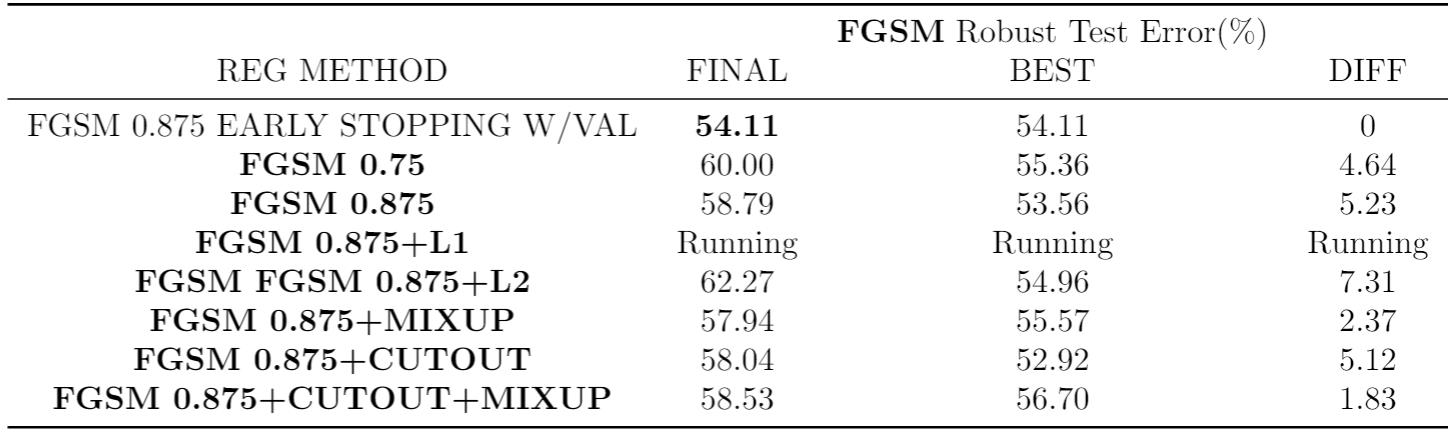 FGSM Robust Test Error(%)
REG METHOD FINAL BEST DIFF
FGSM 0.875 EARLY STOPPING W/VAL 54.11 54.11 0
FGSM 0.75 60.00 55.36 4.64
FGSM 0.875 58.79 53.56 5.23
FGSM 0.875+L1 Running Running Running
FGSM FGSM 0.875+L2 62.27 54.96 7.31
FGSM 0.875+MIXUP 57.94 55.57 2.37
FGSM 0.875+CUTOUT 58.04 52.92 5.12
FGSM 0.875+CUTOUT+MIXUP 58.53 56.70 1.83